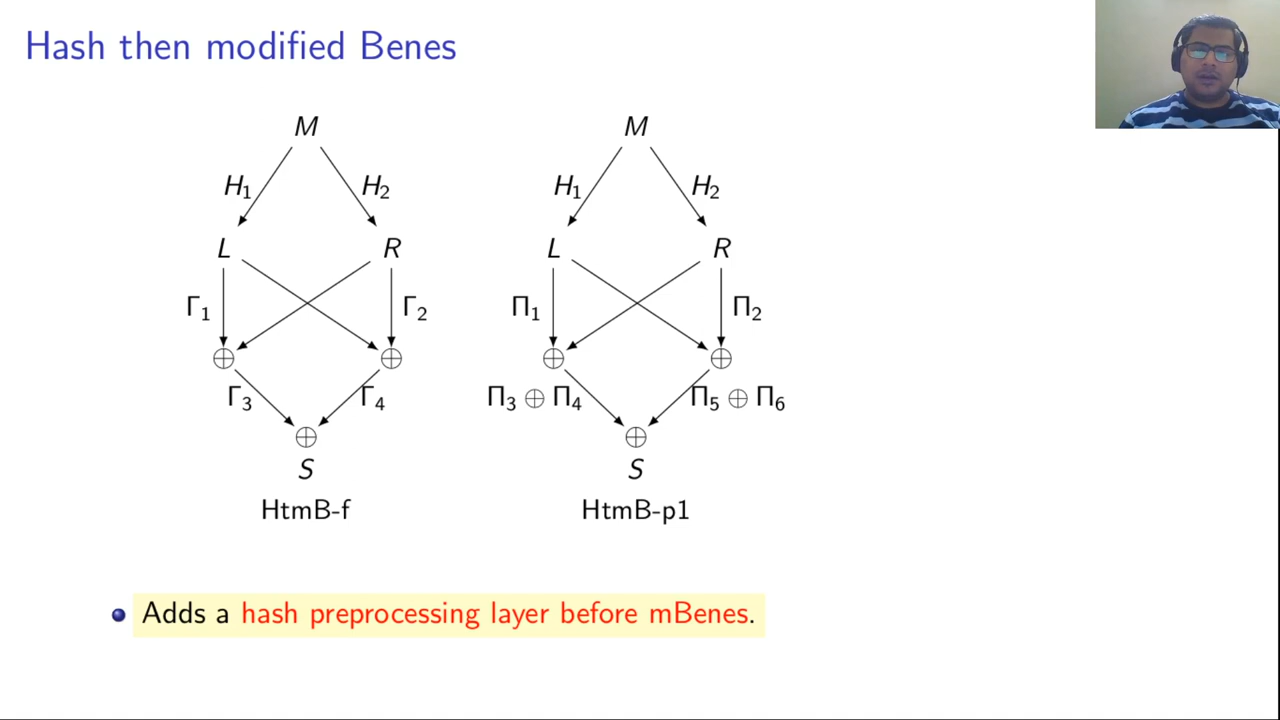 Hash then modified Benes
M
H₁ H₂
L R
Γ₁ Γ₂
⊕ ⊕
Γ₃ Γ₄
⊕
S
HtmB-f
M
H₁ H₂
L R
Π₁ Π₂
⊕ ⊕
Π₃ ⊕ Π₄ Π₅ ⊕ Π₆
⊕
S
HtmB-p1
Adds a hash preprocessing layer before mBenes.